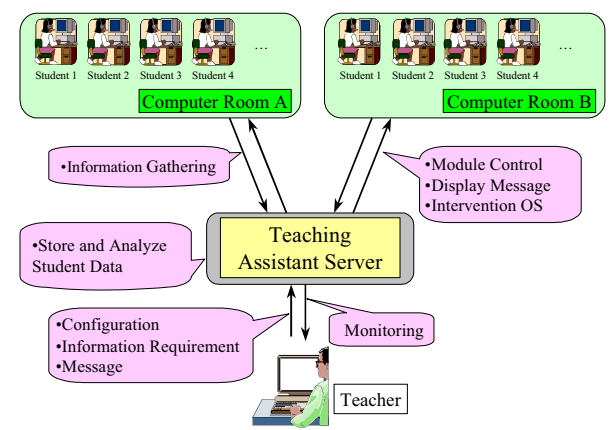 Student 1 Student 2 Student 3 Student 4 …
Computer Room A
Student 1 Student 2 Student 3 Student 4 …
Computer Room B
•Information Gathering
•Module Control
•Display Message
•Intervention OS
Teaching
Assistant Server
•Store and Analyze
Student Data
•Configuration
•Information Requirement
•Message
Monitoring
Teacher